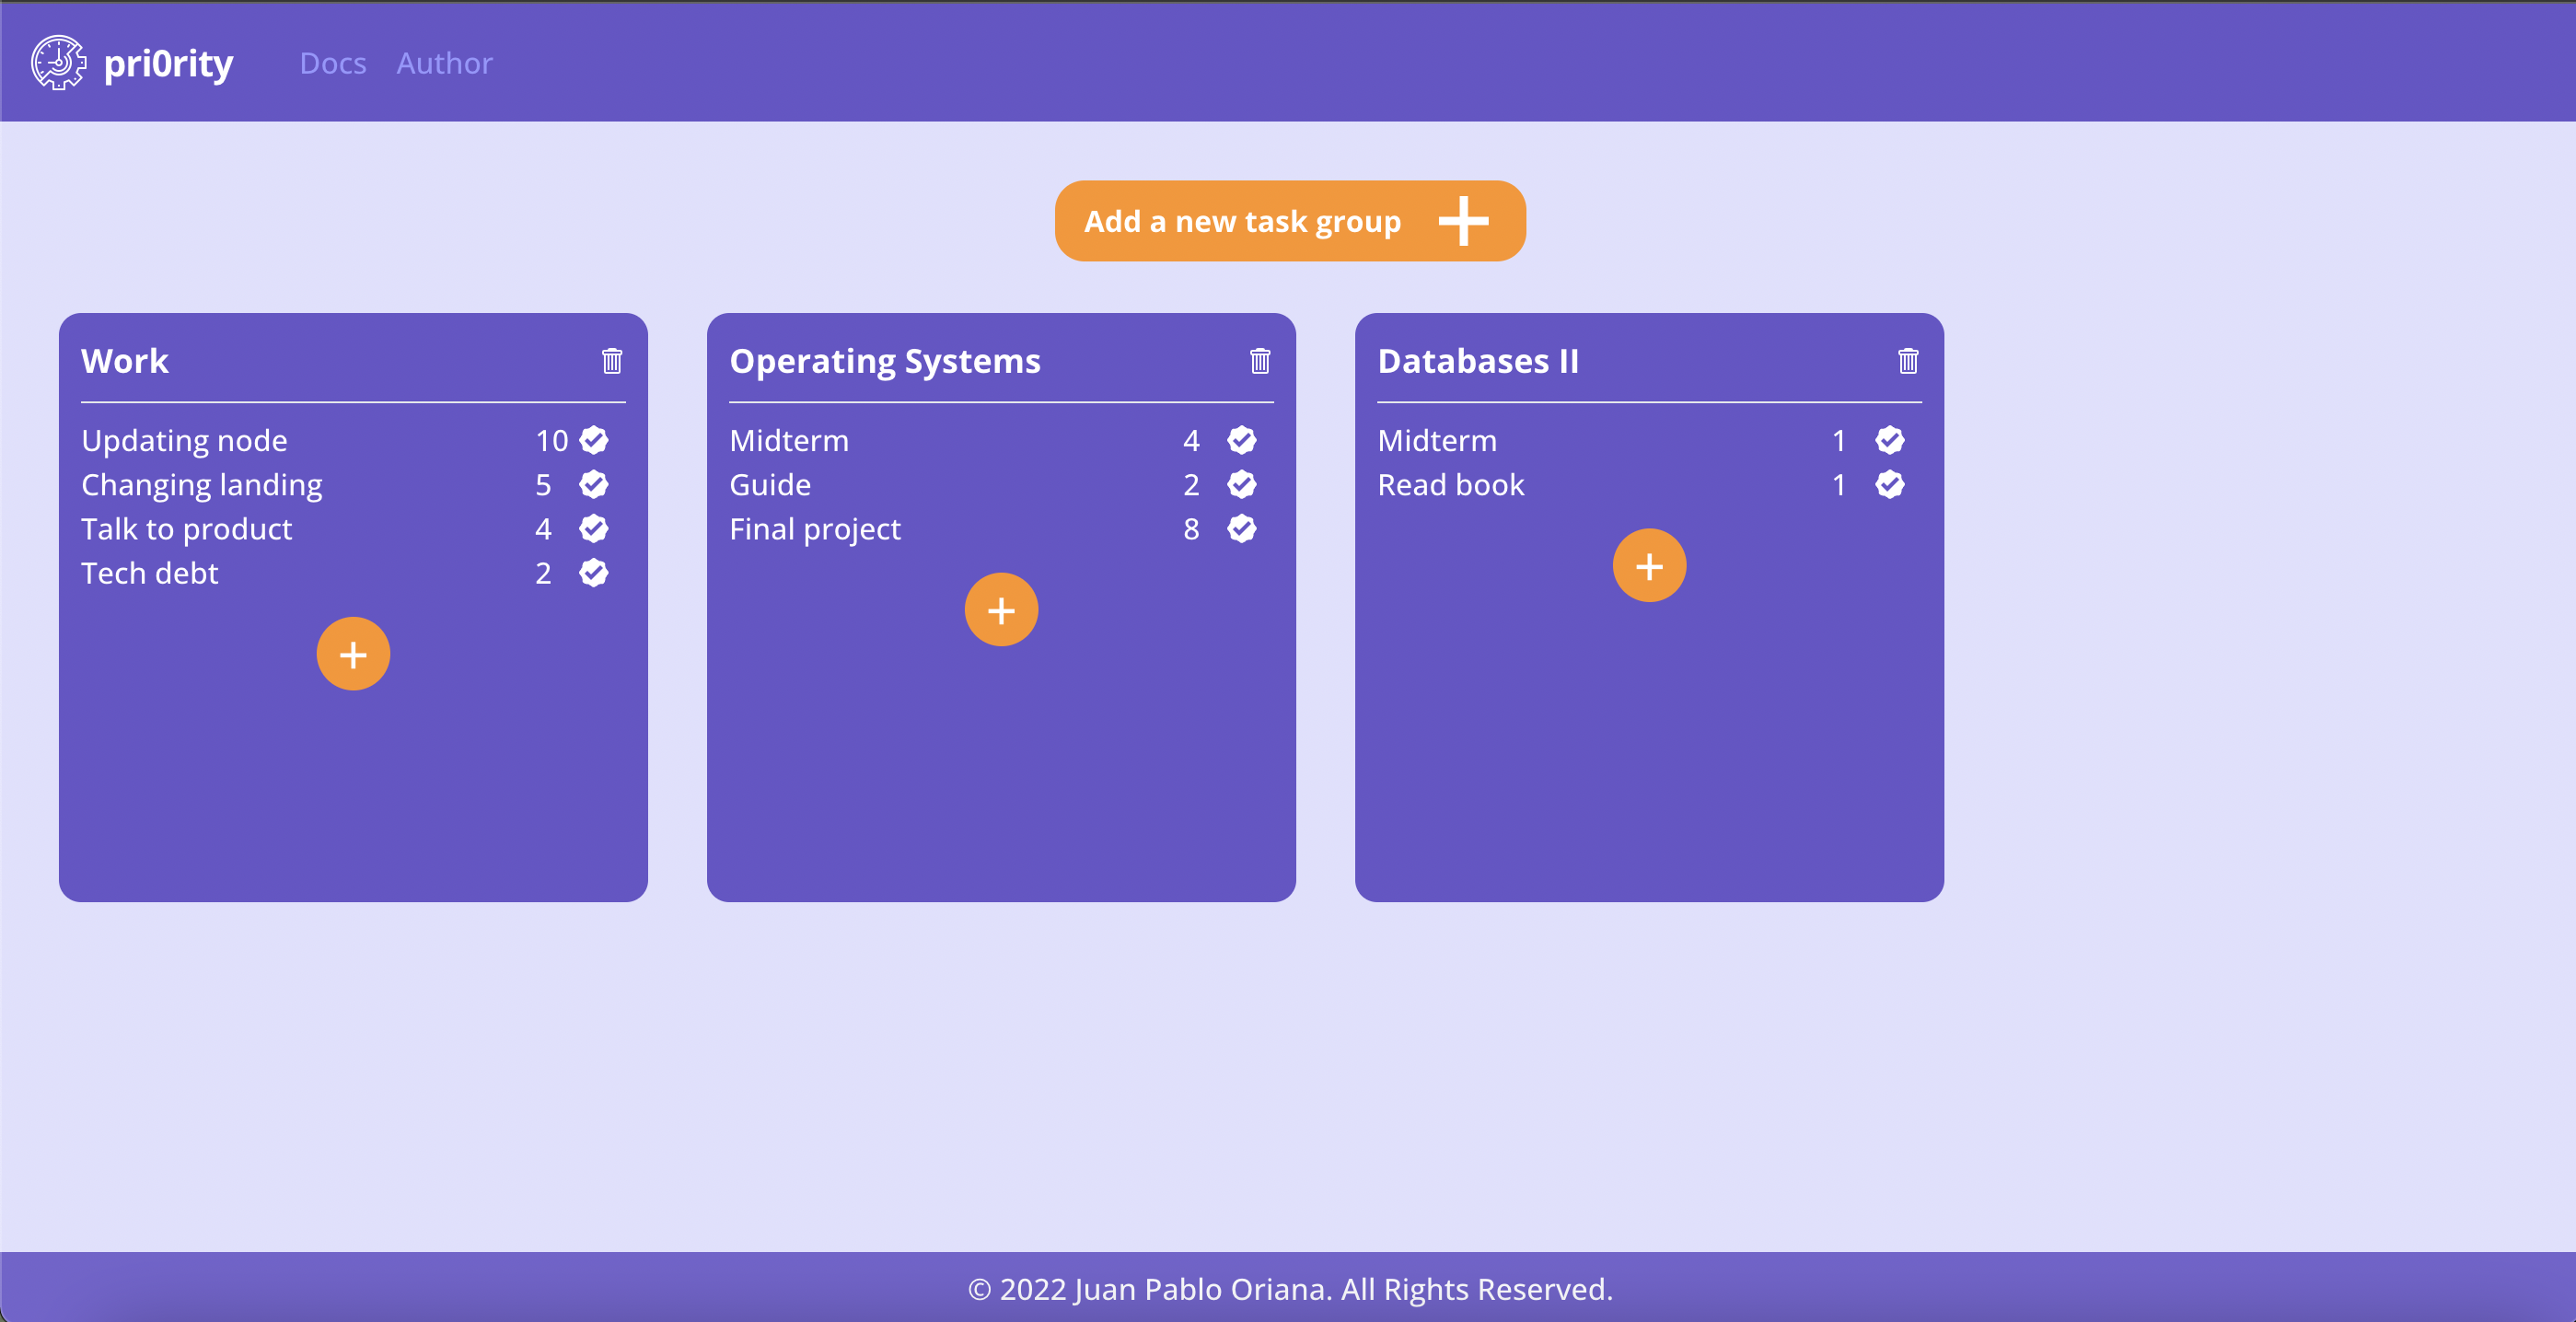 pri0rity Docs Author
Add a new task group
Work
Updating node 10
Changing landing 5
Talk to product 4
Tech debt 2
Operating Systems
Midterm 4
Guide 2
Final project 8
Databases II
Midterm 1
Read book 1
© 2022 Juan Pablo Oriana. All Rights Reserved.